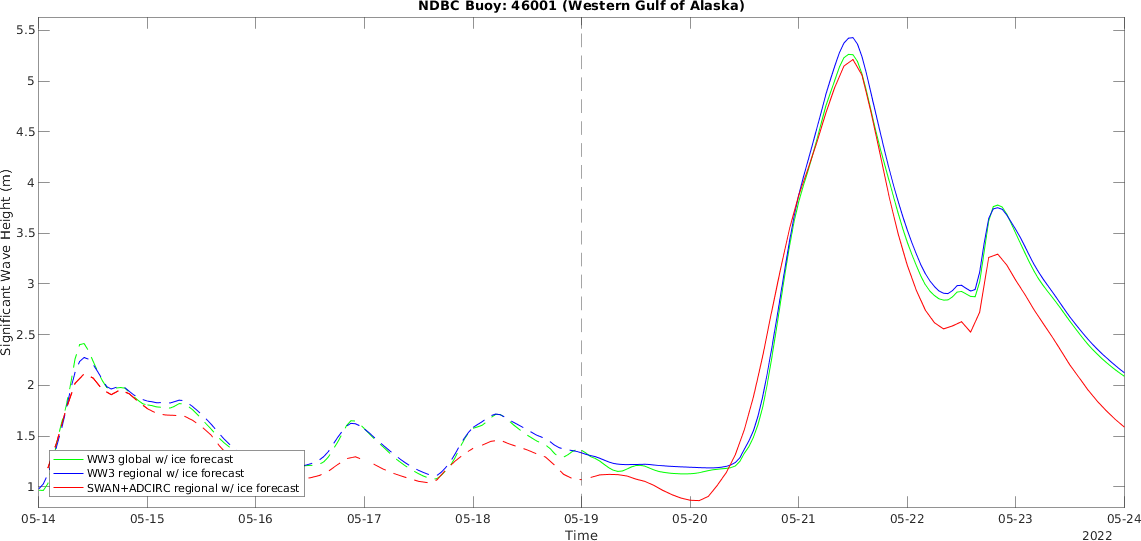 NDBC Buoy: 46001 (Western Gulf of Alaska)
Significant Wave Height (m)
5.5
5
4.5
4
3.5
3
2.5
2
1.5
1
WW3 global w/ ice forecast
WW3 regional w/ ice forecast
SWAN+ADCIRC regional w/ ice forecast
05-14 05-15 05-16 05-17 05-18 05-19 05-20 05-21 05-22 05-23 05-24
Time
2022